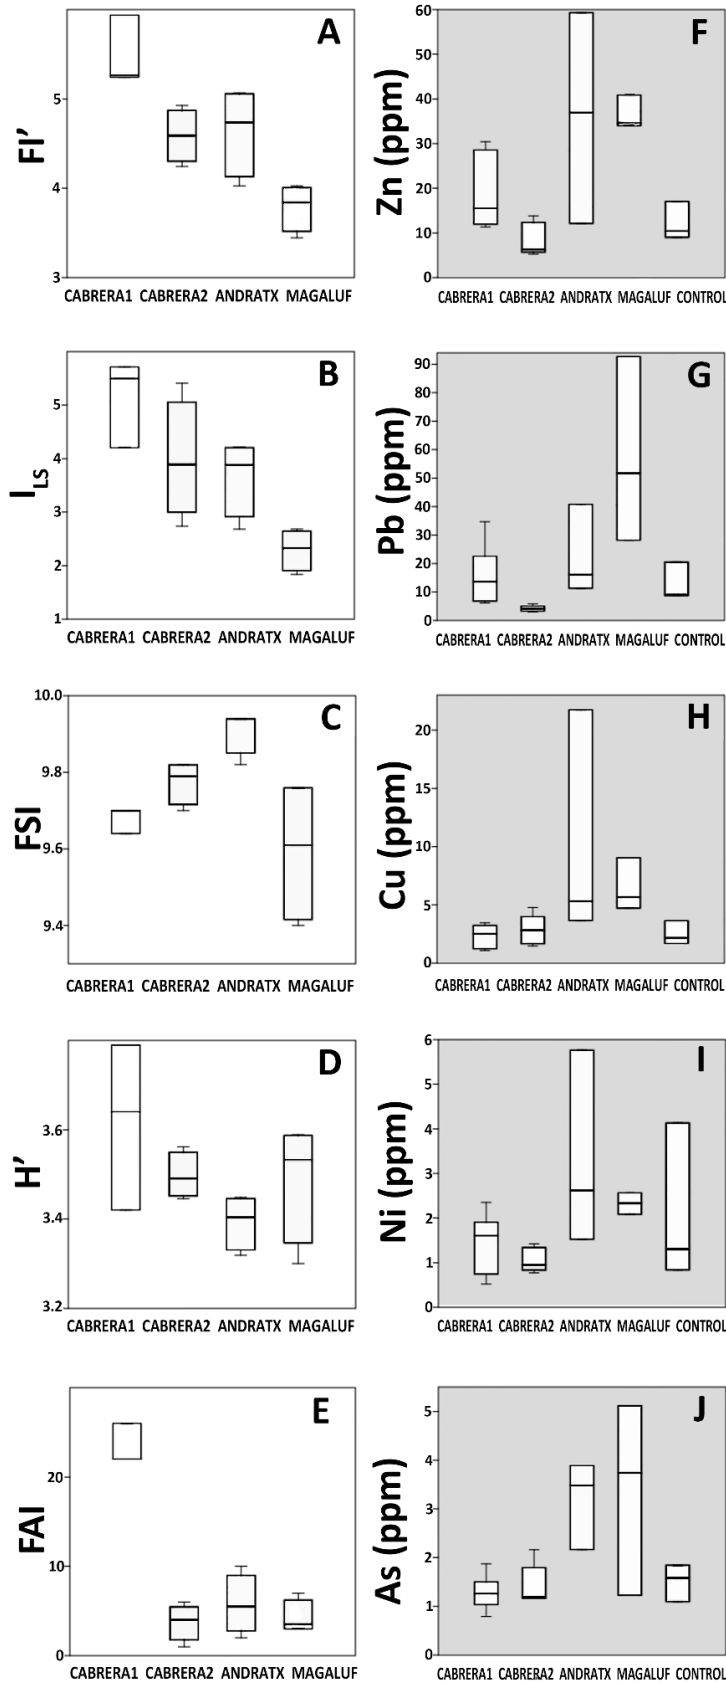 A
FI’
5
4
3
CABRERA1 CABRERA2 ANDRATX MAGALUF
F
Zn (ppm)
60
50
40
30
20
10
0
CABRERA1 CABRERA2 ANDRATX MAGALUF CONTROL
B
ILS
5
4
3
2
1
CABRERA1 CABRERA2 ANDRATX MAGALUF
G
Pb (ppm)
90
80
70
60
50
40
30
20
10
0
CABRERA1 CABRERA2 ANDRATX MAGALUF CONTROL
C
FSI
10.0
9.8
9.6
9.4
CABRERA1 CABRERA2 ANDRATX MAGALUF
H
Cu (ppm)
20
15
10
5
0
CABRERA1 CABRERA2 ANDRATX MAGALUF CONTROL
D
H’
3.6
3.4
3.2
CABRERA1 CABRERA2 ANDRATX MAGALUF
I
Ni (ppm)
6
5
4
3
2
1
0
CABRERA1 CABRERA2 ANDRATX MAGALUF CONTROL
E
FAI
20
10
0
CABRERA1 CABRERA2 ANDRATX MAGALUF
J
As (ppm)
5
4
3
2
1
0
CABRERA1 CABRERA2 ANDRATX MAGALUF CONTROL